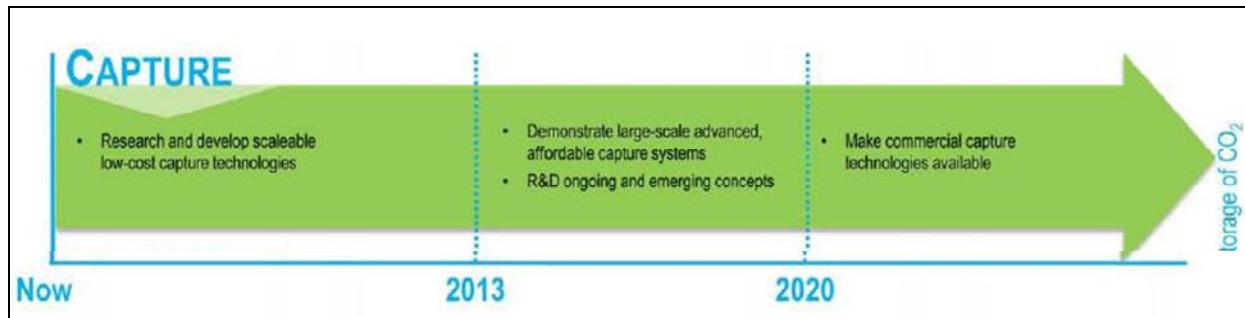 CAPTURE
• Research and develop scaleable
low-cost capture technologies
• Demonstrate large-scale advanced,
affordable capture systems
• R&D ongoing and emerging concepts
• Make commercial capture
technologies available
torage of CO₂
Now
2013
2020